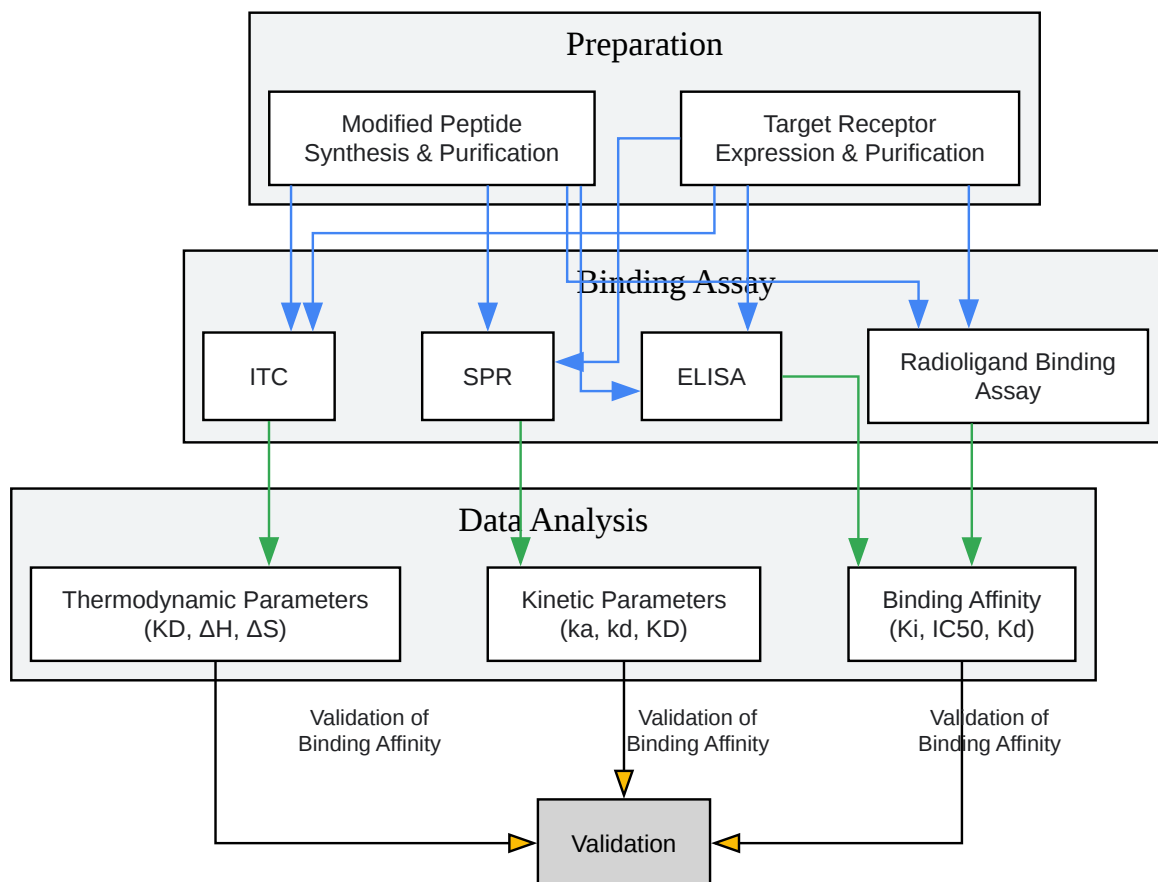 Preparation
Modified Peptide
Synthesis & Purification
Target Receptor
Expression & Purification
Binding Assay
ITC
SPR
ELISA
Radioligand Binding
Assay
Data Analysis
Thermodynamic Parameters
(KD, ΔH, ΔS)
Kinetic Parameters
(ka, kd, KD)
Binding Affinity
(Ki, IC50, Kd)
Validation of
Binding Affinity
Validation of
Binding Affinity
Validation of
Binding Affinity
Validation